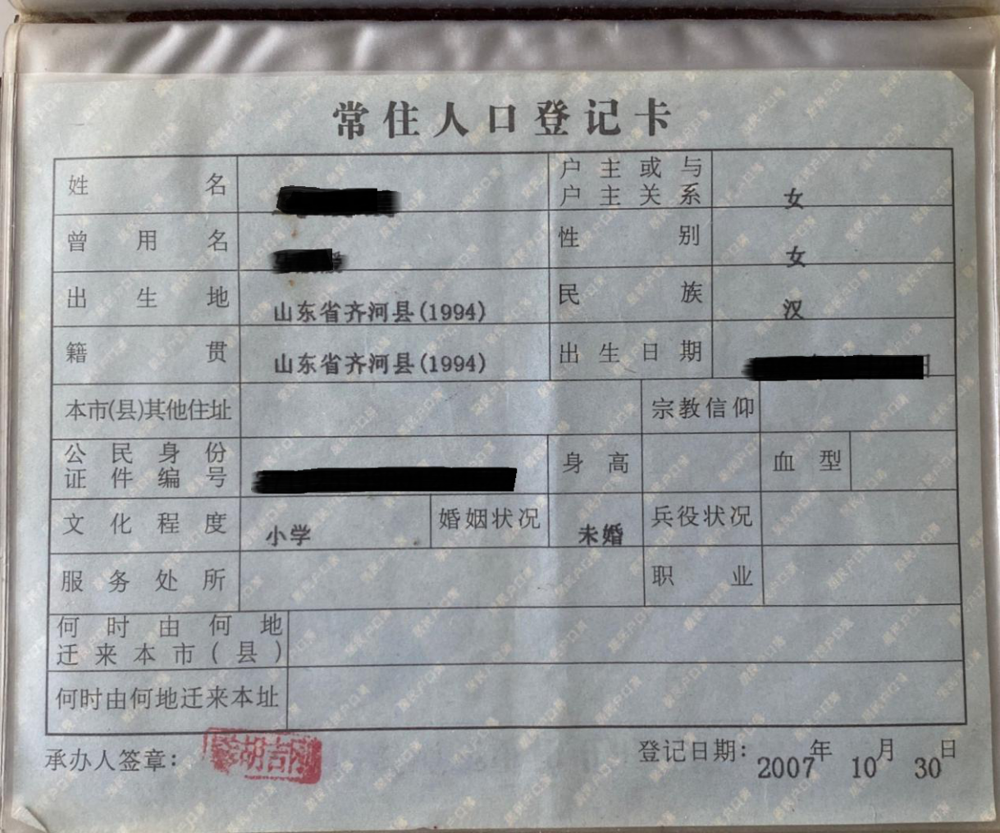 常住人口登记卡
姓名
户主或与户主关系 女
曾用名
性别 女
出生地 山东省齐河县(1994)
民族 汉
籍贯 山东省齐河县(1994)
出生日期
本市(县)其他住址
宗教信仰
公民身份证件编号
身高
血型
文化程度 小学
婚姻状况 未婚
兵役状况
服务处所
职业
何时由何地迁来本市(县)
何时由何地迁来本址
承办人签章: 胡吉刚
登记日期: 2007年10月30日